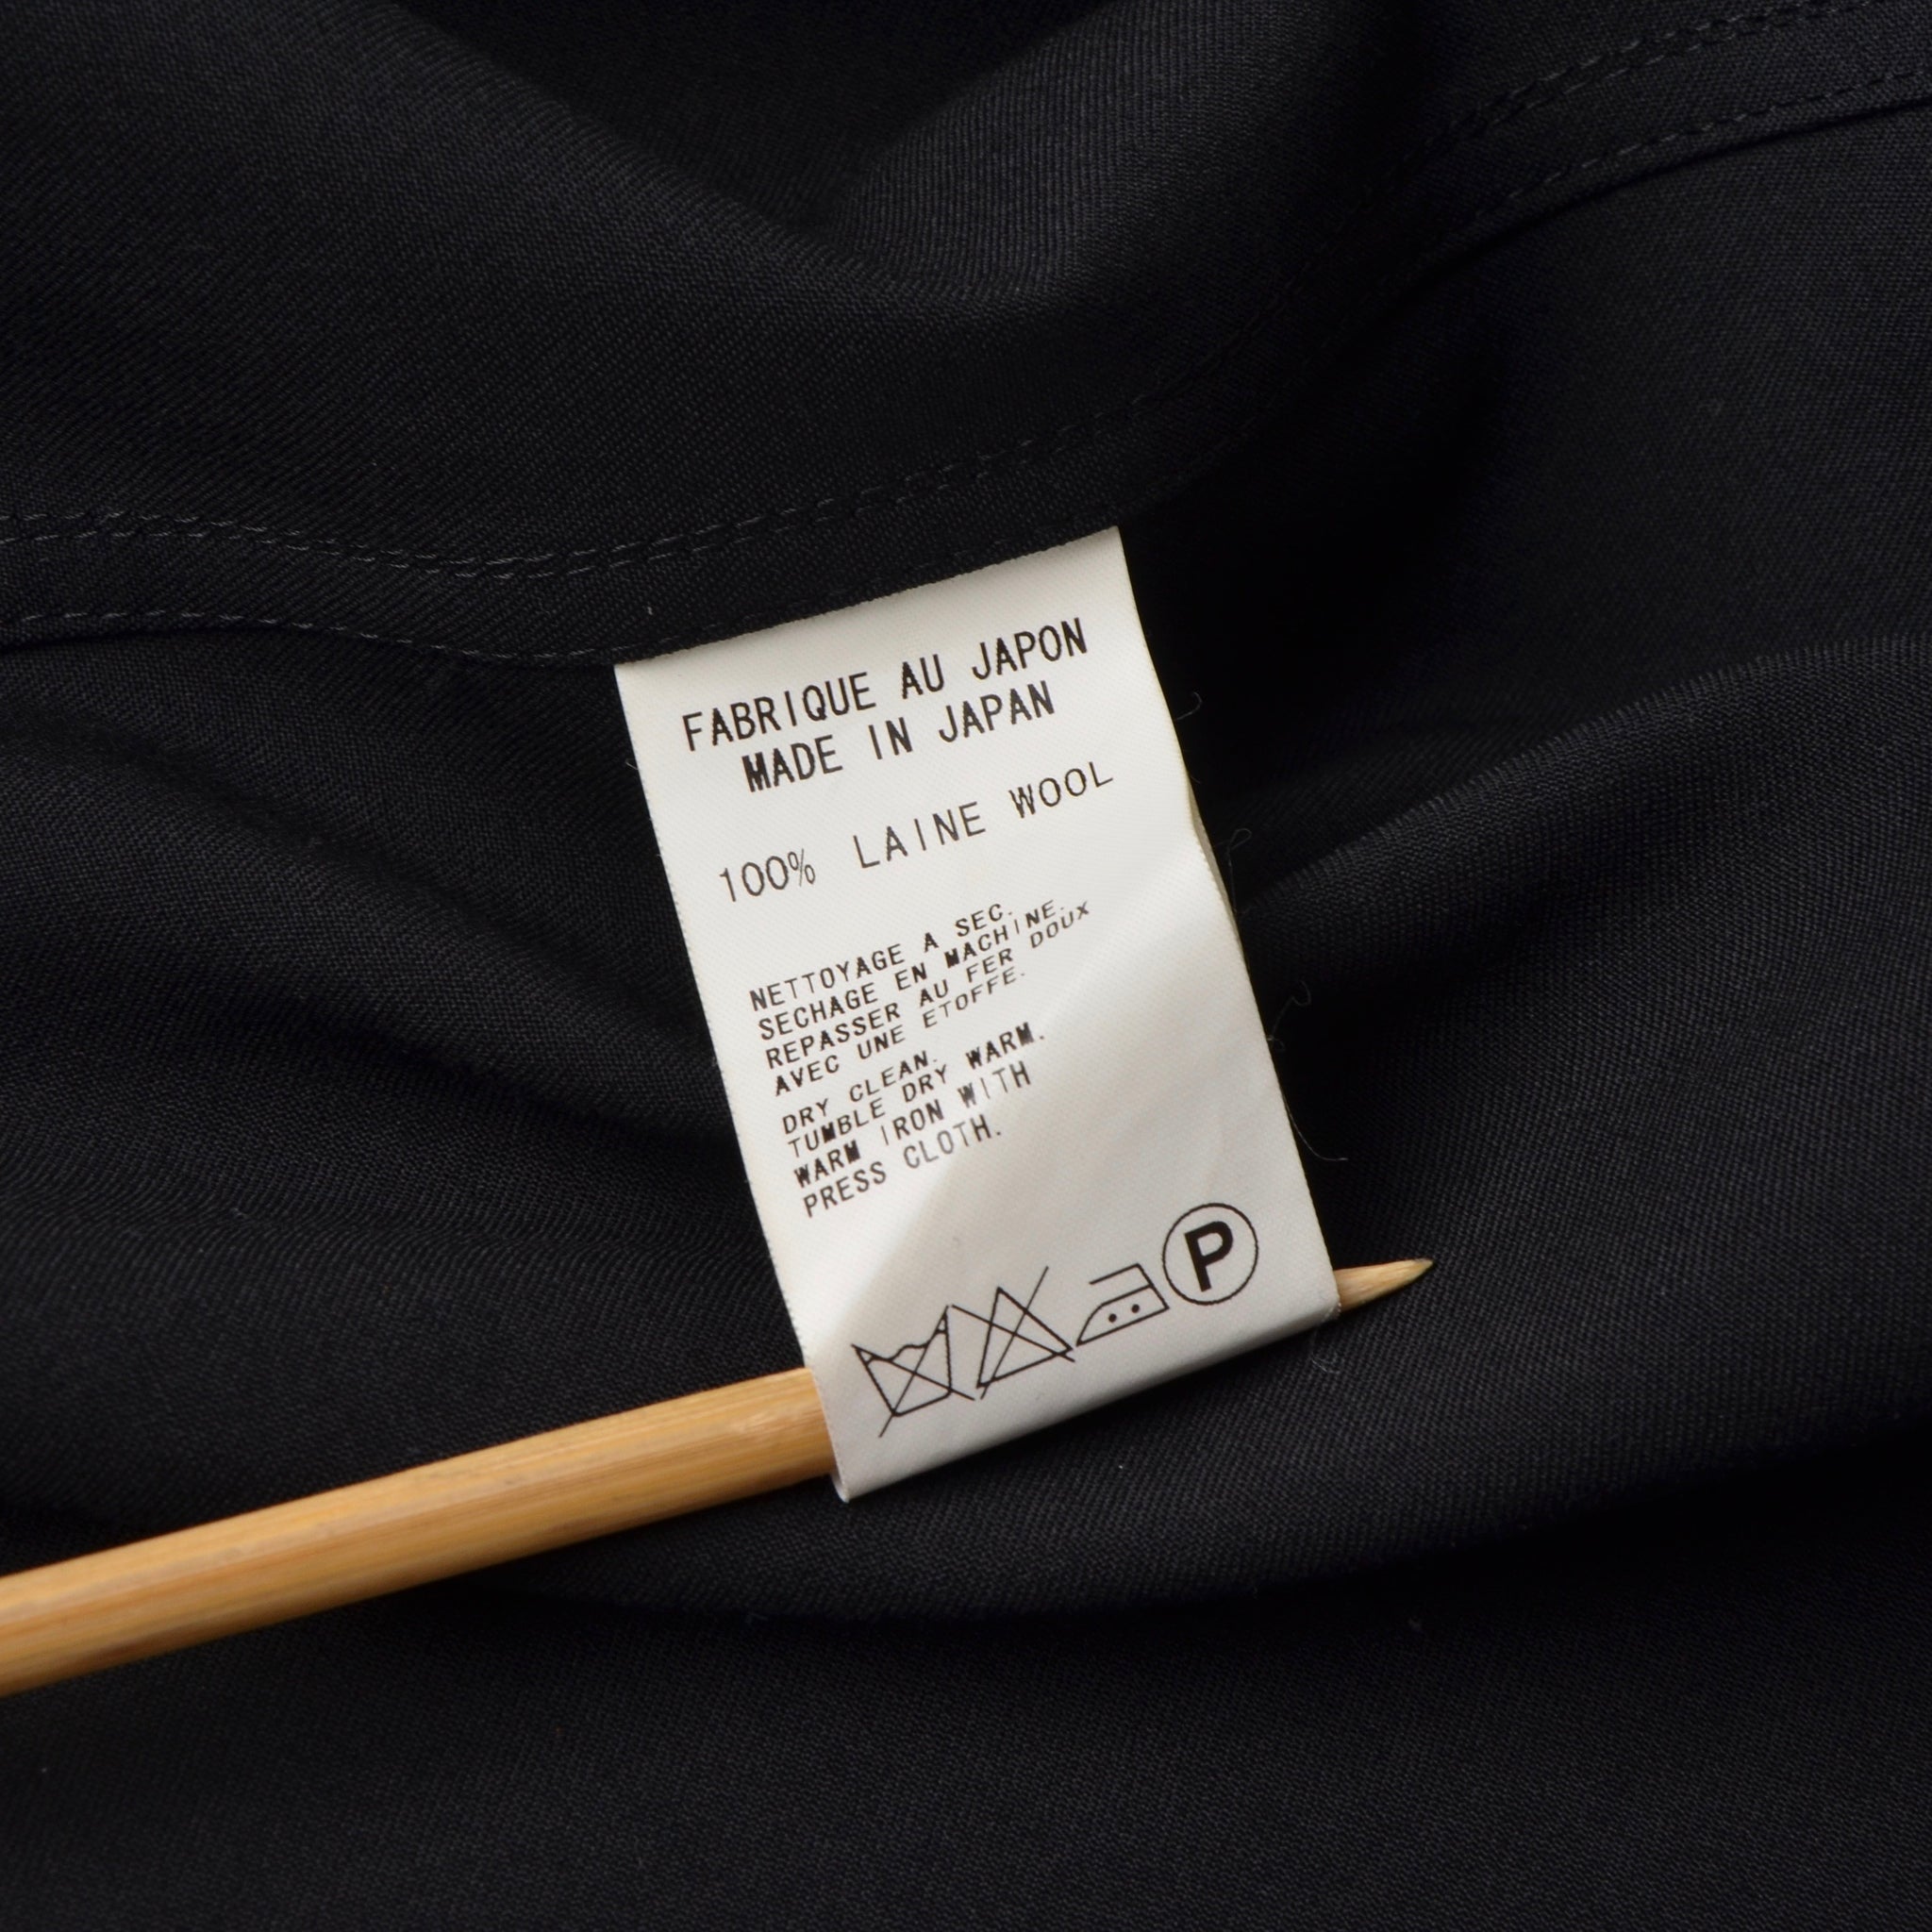 FABRIQUE AU JAPON
MADE IN JAPAN
100% LAINE WOOL
NETTOYAGE A SEC.
SECHAGE EN MACHINE.
REPASSER AU FER DOUX
AVEC UNE ETOFFE.
DRY CLEAN.
TUMBLE DRY WARM.
WARM IRON WITH
PRESS CLOTH.
P